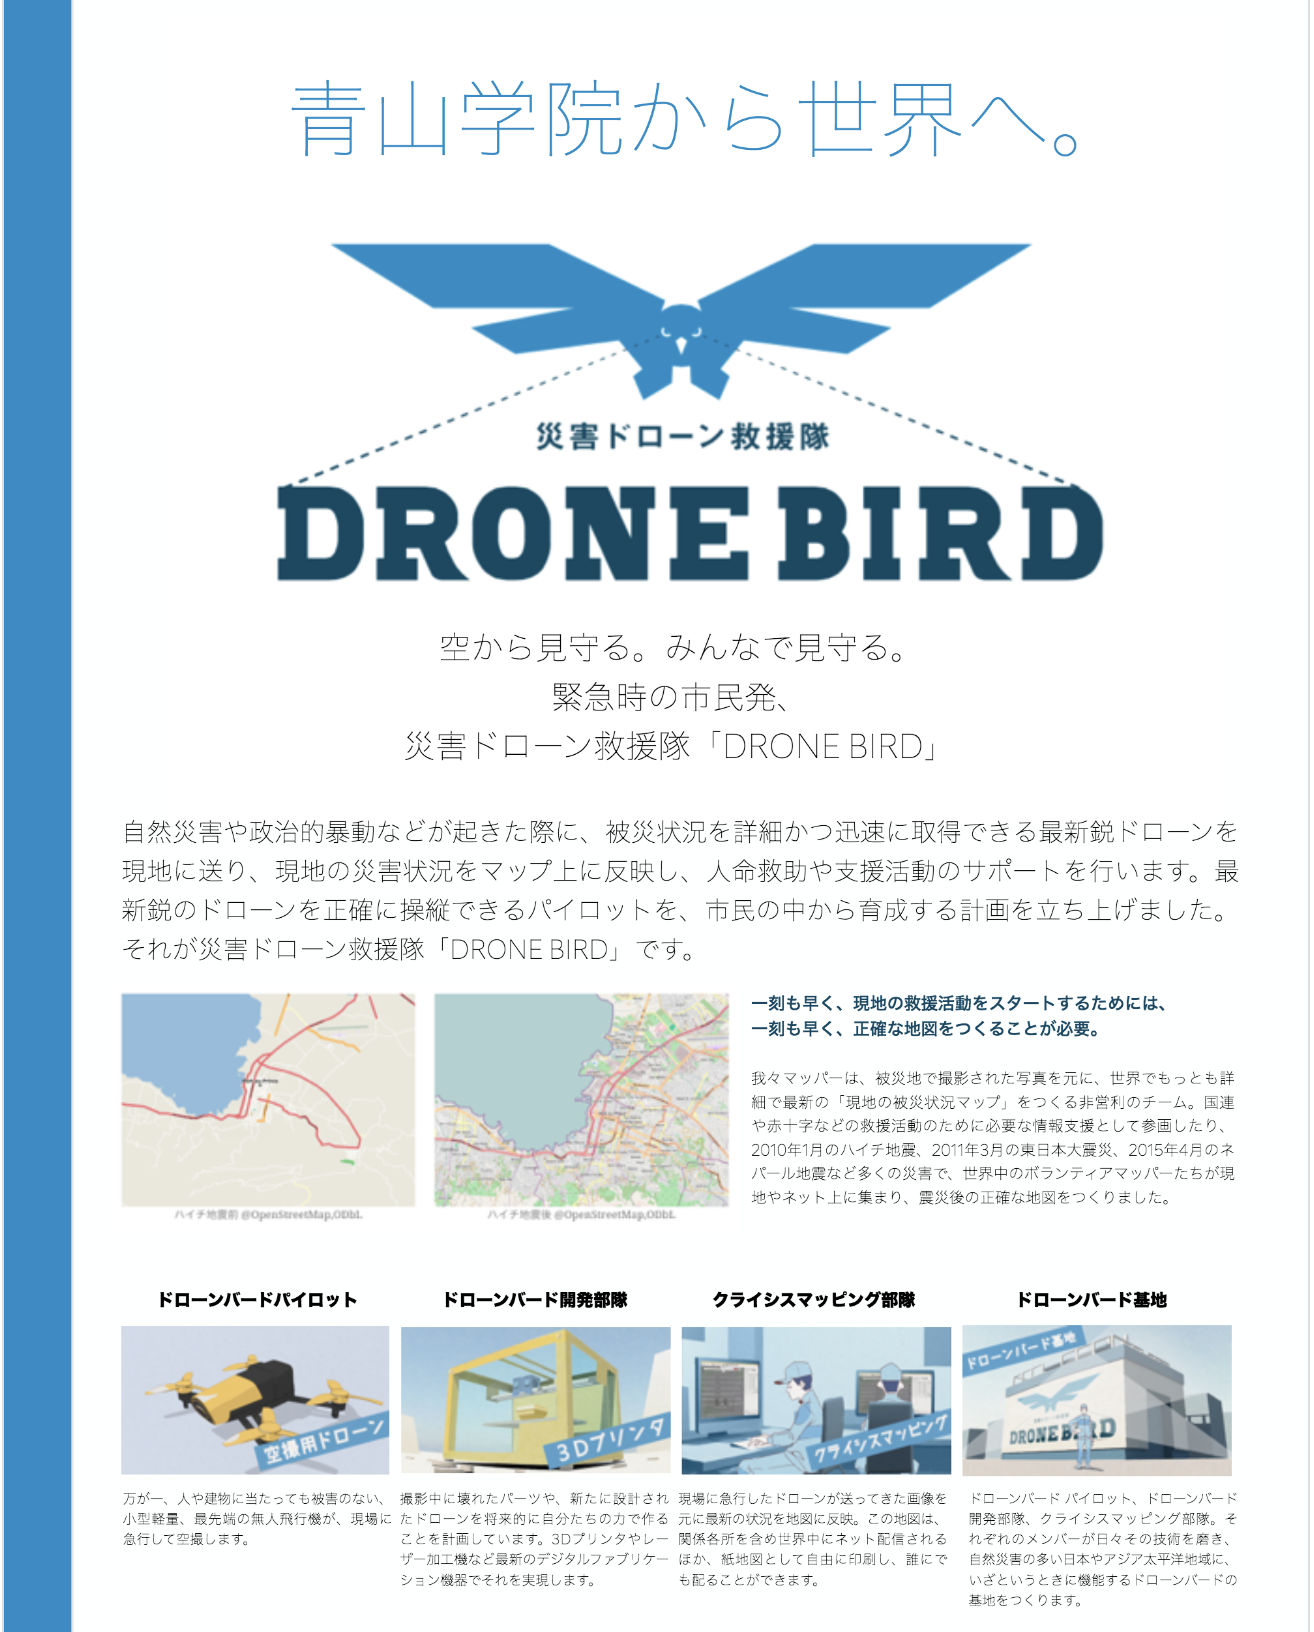 青山学院から世界へ。
災害ドローン救援隊
DRONE BIRD
空から見守る。みんなで見守る。
緊急時の市民発、
災害ドローン救援隊「DRONE BIRD」
自然災害や政治的暴動などが起きた際に、被災状況を詳細かつ迅速に取得できる最新鋭ドローンを
現地に送り、現地の災害状況をマップ上に反映し、人命救助や支援活動のサポートを行います。最
新鋭のドローンを正確に操縦できるパイロットを、市民の中から育成する計画を立ち上げました。
それが災害ドローン救援隊「DRONE BIRD」です。
ハイチ地震前 @OpenStreetMap,ODbL
ハイチ地震後 @OpenStreetMap,ODbL
一刻も早く、現地の救援活動をスタートするためには、
一刻も早く、正確な地図をつくることが必要。
我々マッパーは、被災地で撮影された写真を元に、世界でもっとも詳
細で最新の「現地の被災状況マップ」をつくる非営利のチーム。国連
や赤十字などの救援活動のために必要な情報支援として参画したり、
2010年1月のハイチ地震、2011年3月の東日本大震災、2015年4月のネ
パール地震など多くの災害で、世界中のボランティアマッパーたちが現
地やネット上に集まり、震災後の正確な地図をつくりました。
ドローンバードパイロット
空撮用ドローン
万が一、人や建物に当たっても被害のない、
小型軽量、最先端の無人飛行機が、現場に
急行して空撮します。
ドローンバード開発部隊
3Dプリンタ
撮影中に壊れたパーツや、新たに設計され
たドローンを将来的に自分たちの力で作る
ことを計画しています。3Dプリンタやレー
ザー加工機など最新のデジタルファブリケー
ション機器でそれを実現します。
クライシスマッピング部隊
クライシスマッピング
現場に急行したドローンが送ってきた画像を
元に最新の状況を地図に反映。この地図は、
関係各所を含め世界中にネット配信される
ほか、紙地図として自由に印刷し、誰にで
も配ることができます。
ドローンバード基地
ドローンバード基地
DRONE BIRD
ドローンバード パイロット、ドローンバード
開発部隊、クライシスマッピング部隊。そ
れぞれのメンバーが日々その技術を磨き、
自然災害の多い日本やアジア太平洋地域に、
いざというときに機能するドローンバードの
基地をつくります。